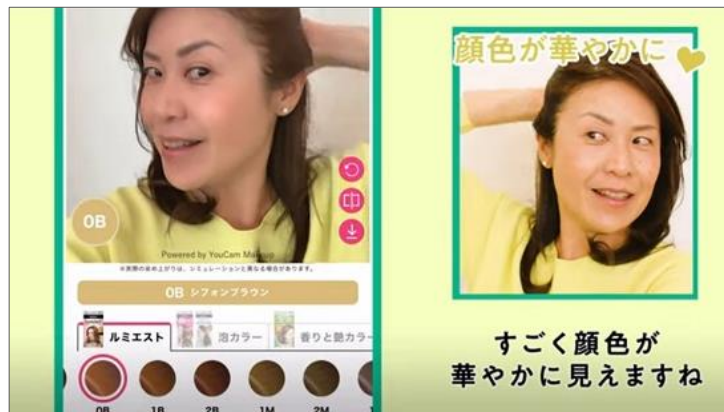 0B
Powered by YouCam Makeup
※実際の染め上がりは、シミュレーションと異なる場合があります。
0B シフォンブラウン
ルミエスト
泡カラー
香りと艶カラー
0B
1B
2B
1M
2M
顔色が華やかに
すごく顔色が
華やかに見えますね